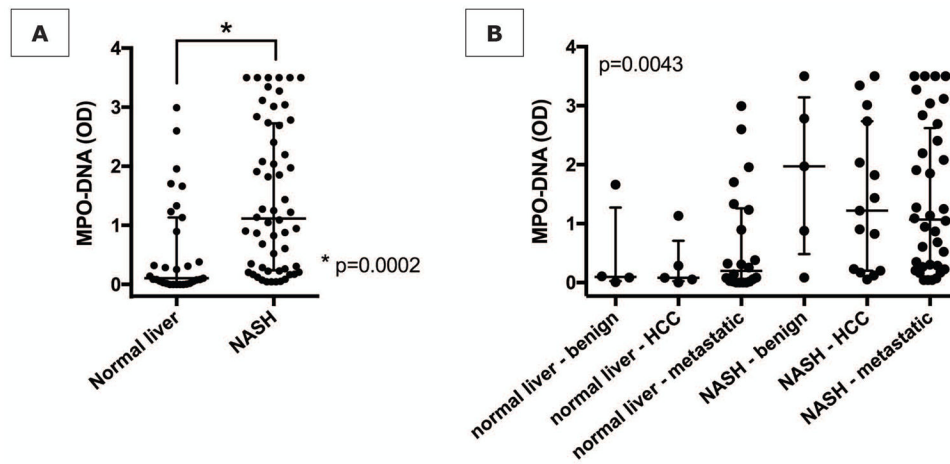 A
*
4
3
2
1
0
MPO-DNA (OD)
* p=0.0002
Normal liver
NASH
B
4
3
2
1
0
MPO-DNA (OD)
p=0.0043
normal liver - benign
normal liver - HCC
normal liver - metastatic
NASH - benign
NASH - HCC
NASH - metastatic